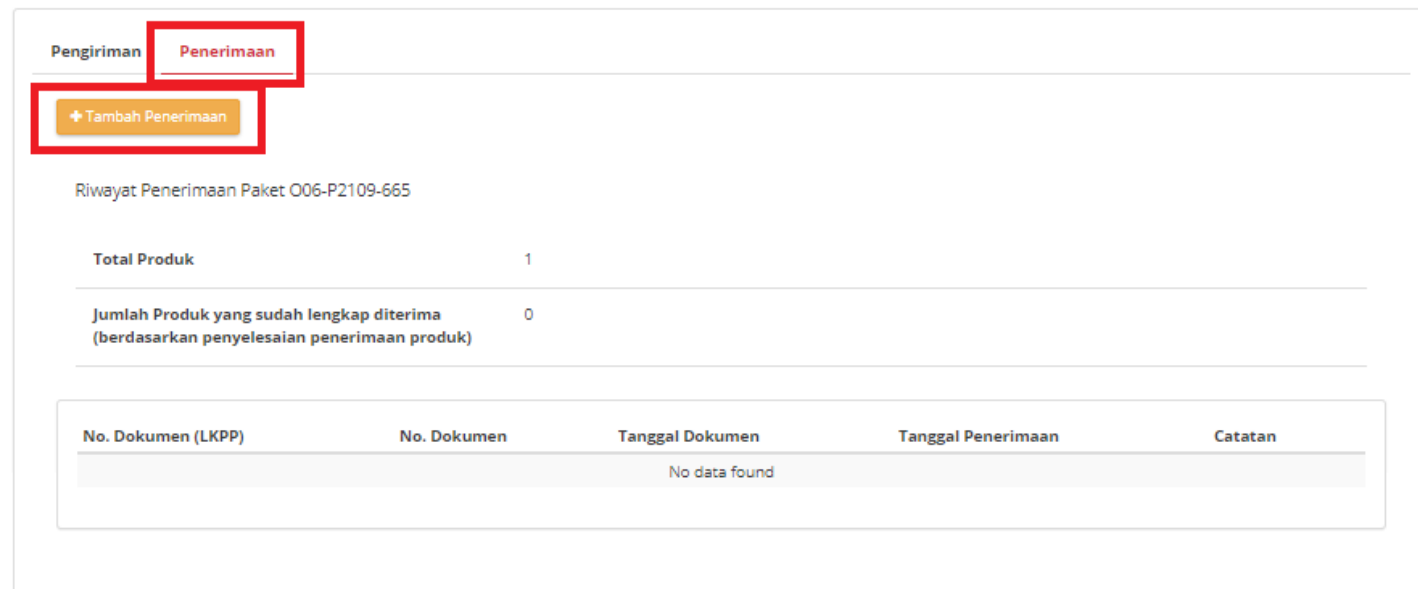 Pengiriman Penerimaan
+ Tambah Penerimaan
Riwayat Penerimaan Paket O06-P2109-665
Total Produk 1
Jumlah Produk yang sudah lengkap diterima 0
(berdasarkan penyelesaian penerimaan produk)
No. Dokumen (LKPP) No. Dokumen Tanggal Dokumen Tanggal Penerimaan Catatan
No data found